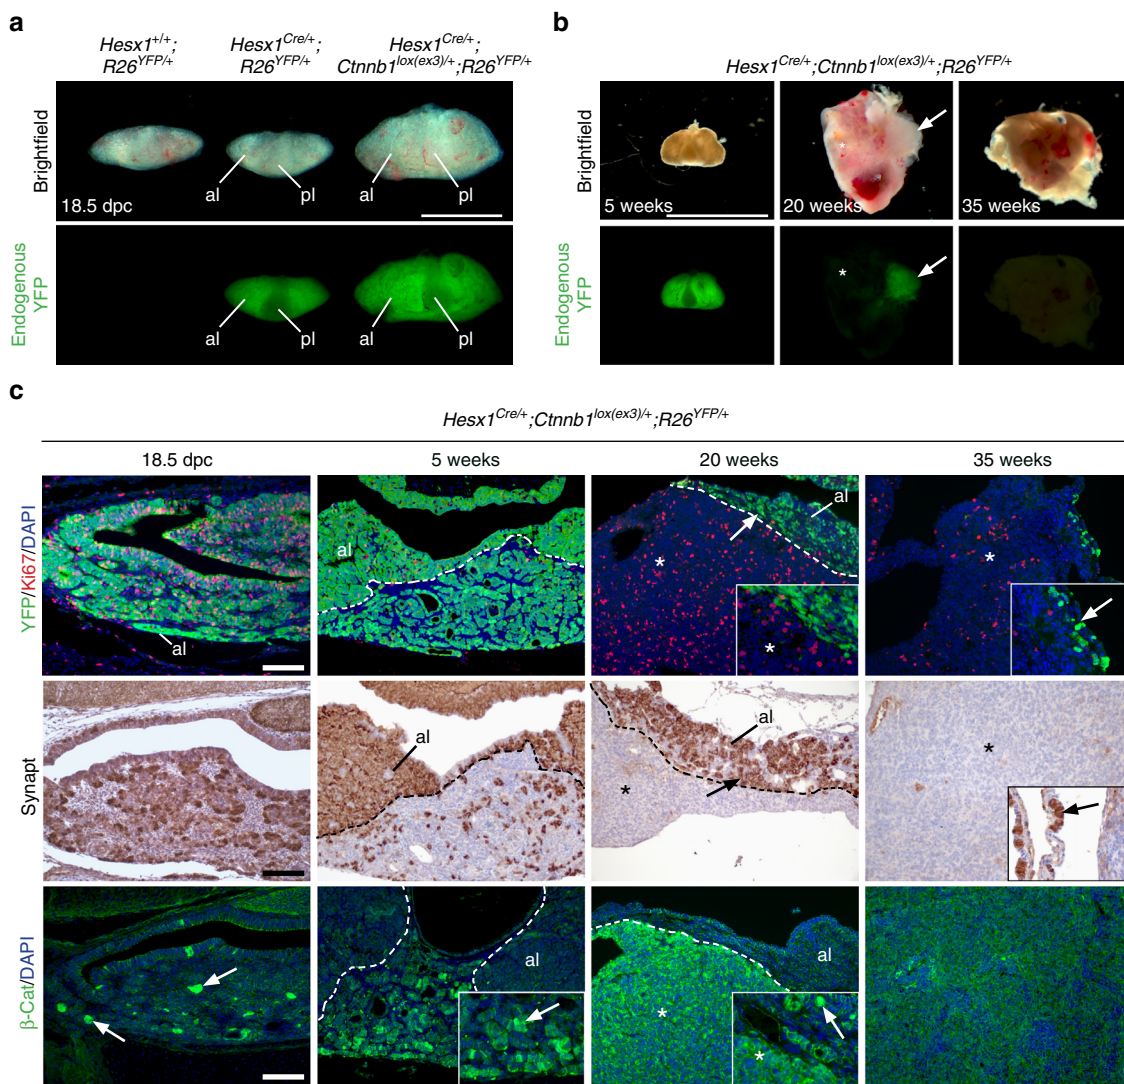 a
Hesx1+/+; R26YFP/+
Hesx1Cre/+; R26YFP/+
Hesx1Cre/+; Ctnnb1lox(ex3)/+;R26YFP/+
Brightfield
al pl al pl
18.5 dpc
Endogenous YFP
al pl al pl
b
Hesx1Cre/+;Ctnnb1lox(ex3)/+;R26YFP/+
Brightfield
*
*
5 weeks 20 weeks 35 weeks
Endogenous YFP
*
c
Hesx1Cre/+;Ctnnb1lox(ex3)/+;R26YFP/+
18.5 dpc 5 weeks 20 weeks 35 weeks
YFP/Ki67/DAPI
al al al
* * *
Synapt
al al
* *
β-Cat/DAPI
al al
* *